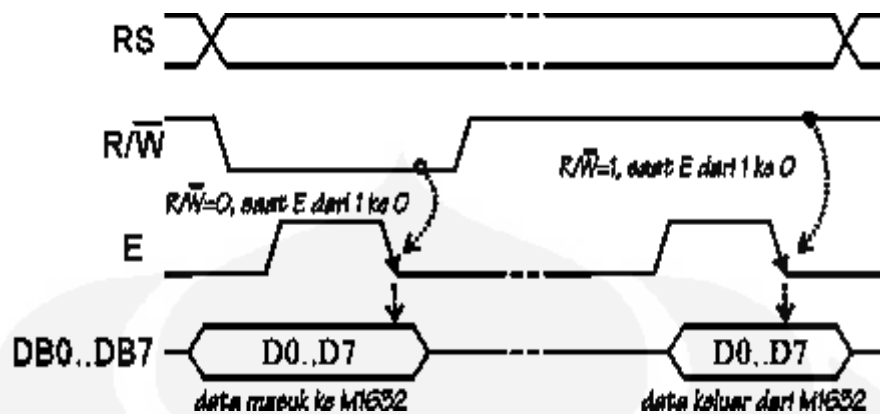 RS
R/W̅
R/W̅=0, saat E dari 1 ke 0
R/W̅=1, saat E dari 1 ke 0
E
DB0..DB7
D0..D7
D0..D7
data masuk ke M1632
data keluar dari M1632